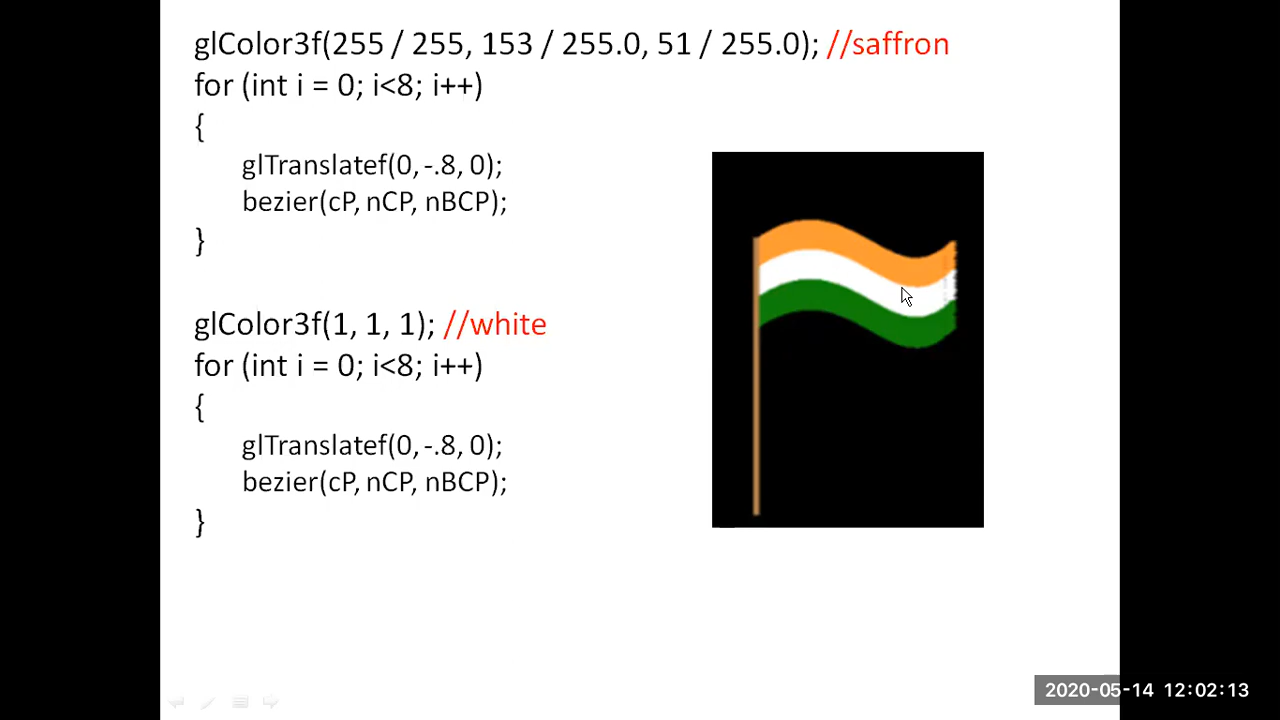 glColor3f(255 / 255, 153 / 255.0, 51 / 255.0); //saffron
for (int i = 0; i<8; i++)
{
glTranslatef(0, -.8, 0);
bezier(cP, nCP, nBCP);
}
glColor3f(1, 1, 1); //white
for (int i = 0; i<8; i++)
{
glTranslatef(0, -.8, 0);
bezier(cP, nCP, nBCP);
}
2020-05-14 12:02:13